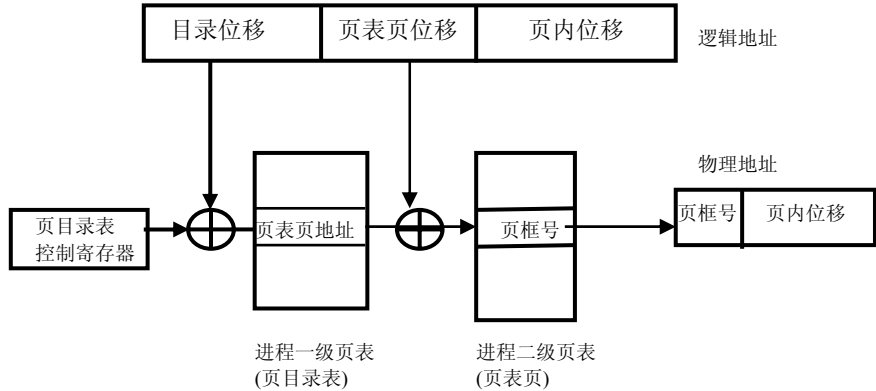 目录位移
页表页位移
页内位移
逻辑地址
物理地址
页目录表
控制寄存器
页表页地址
页框号
页框号
页内位移
进程一级页表
(页目录表)
进程二级页表
(页表页)